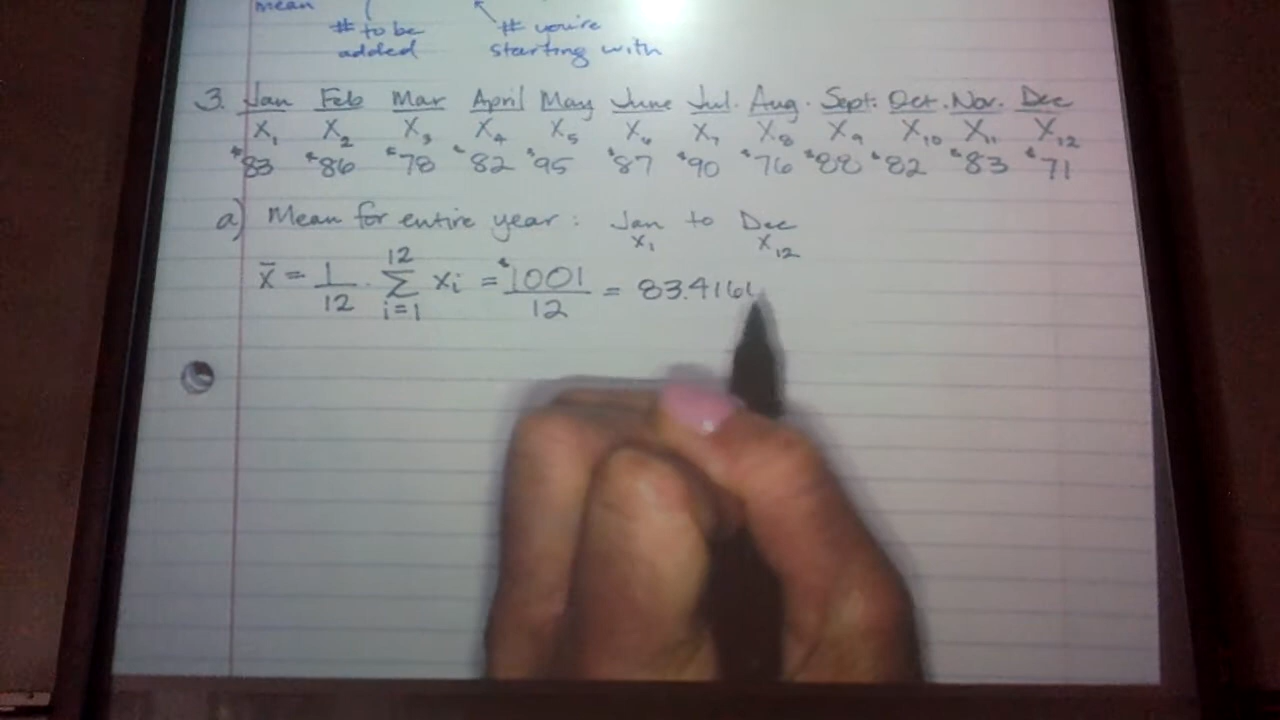 mean
# to be # you're
added starting with
3. Jan Feb Mar April May June Jul. Aug. Sept. Oct. Nov. Dec
X₁ X₂ X₃ X₄ X₅ X₆ X₇ X₈ X₉ X₁₀ X₁₁ X₁₂
$83 $86 $78 $82 $95 $87 $90 $76 $88 $82 $83 $71
a) Mean for entire year: Jan to Dec
X₁ X₁₂
x̄ = 1/12 · 12 Σ i=1 xi = $1001/12 = 83.416